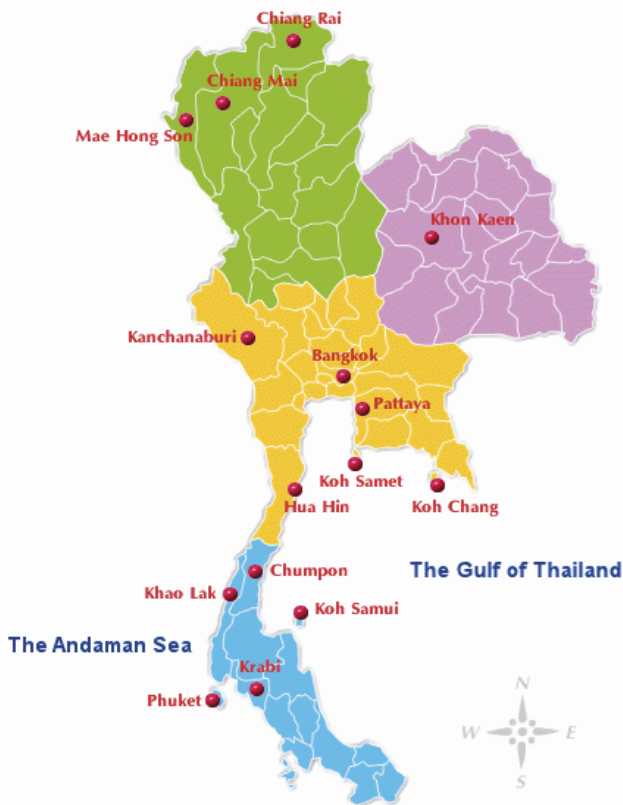 Chiang Rai
Chiang Mai
Mae Hong Son
Khon Kaen
Kanchanaburi
Bangkok
Pattaya
Koh Samet
Hua Hin
Koh Chang
Chumpon
The Gulf of Thailand
Khao Lak
Koh Samui
The Andaman Sea
Krabi
Phuket
N
W
E
S